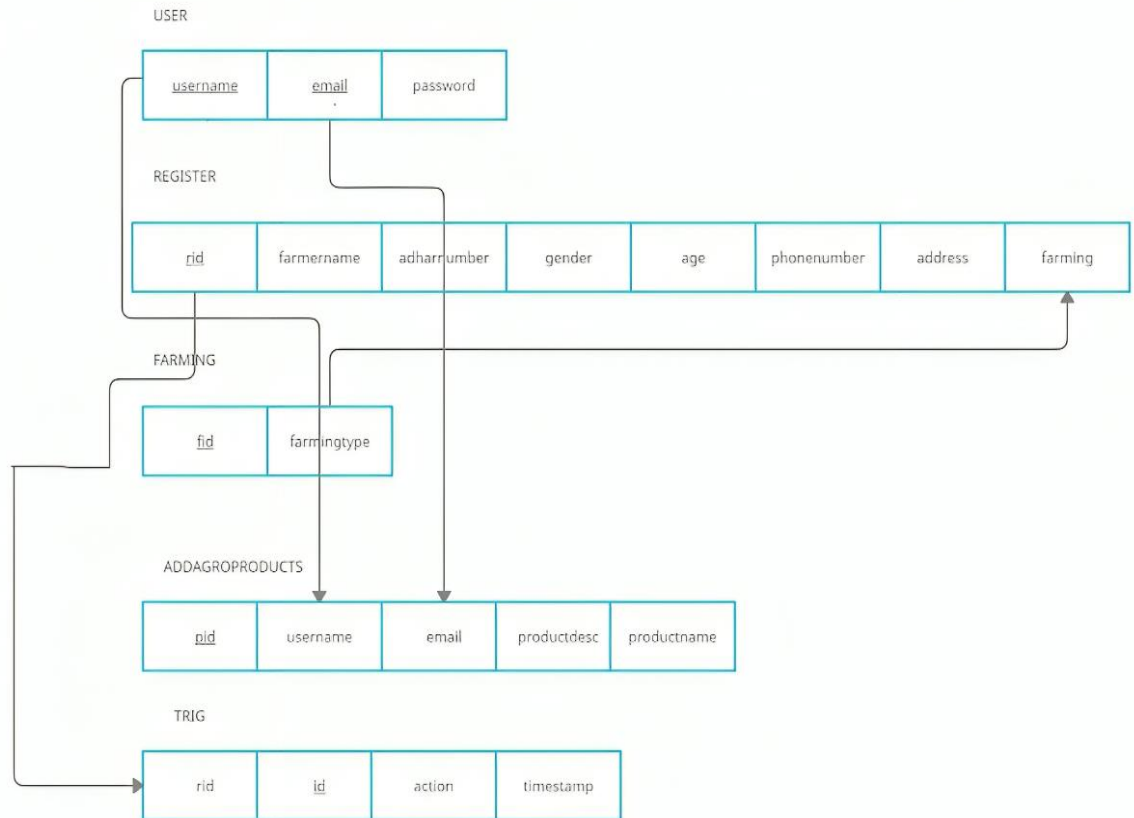 USER
username email password
REGISTER
rid farmername adharnumber gender age phonenumber address farming
FARMING
fid farmingtype
ADDAGROPRODUCTS
pid username email productdesc productname
TRIG
rid id action timestamp